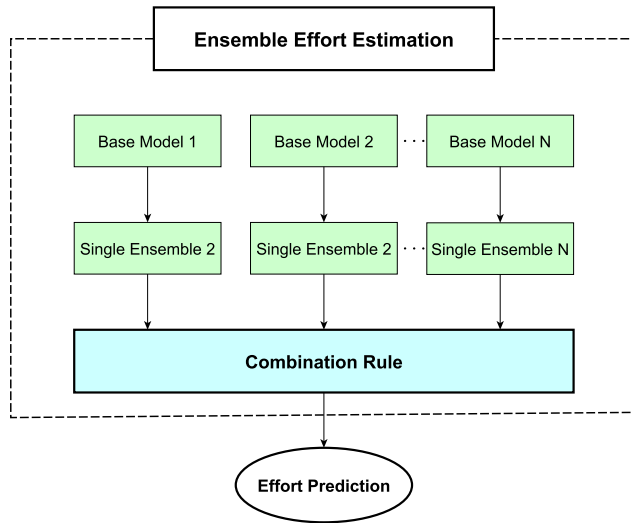 Ensemble Effort Estimation
Base Model 1 Base Model 2 ··· Base Model N
Single Ensemble 2 Single Ensemble 2 ··· Single Ensemble N
Combination Rule
Effort Prediction